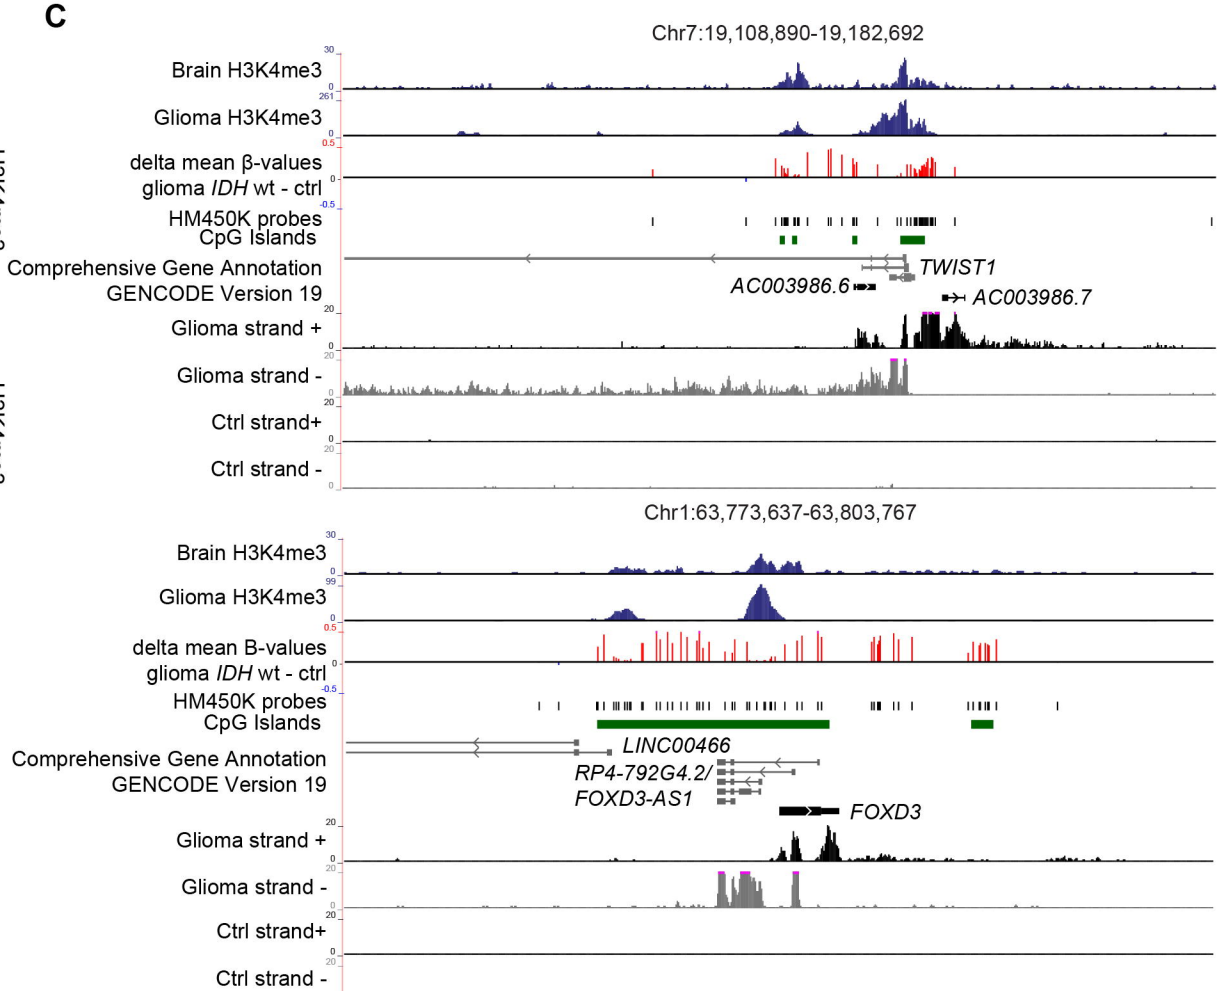 C
Chr7:19,108,890-19,182,692
30
Brain H3K4me3
0
261
Glioma H3K4me3
0
0.5
delta mean β-values
0
glioma IDH wt - ctrl
-0.5
HM450K probes
CpG Islands
Comprehensive Gene Annotation
TWIST1
GENCODE Version 19
AC003986.6
AC003986.7
20
Glioma strand +
0
20
Glioma strand -
0
20
Ctrl strand+
0
20
Ctrl strand -
0
Chr1:63,773,637-63,803,767
30
Brain H3K4me3
0
99
Glioma H3K4me3
0
0.5
delta mean B-values
0
glioma IDH wt - ctrl
-0.5
HM450K probes
CpG Islands
LINC00466
Comprehensive Gene Annotation
RP4-792G4.2/
GENCODE Version 19
FOXD3-AS1
FOXD3
20
Glioma strand +
0
20
Glioma strand -
0
20
Ctrl strand+
0
20
Ctrl strand -